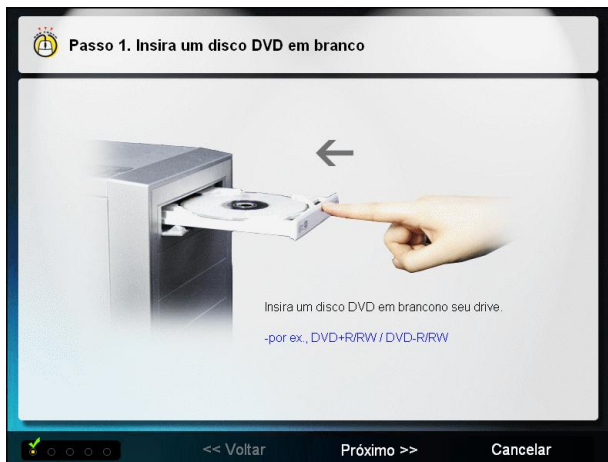 Passo 1. Insira um disco DVD em branco
Insira um disco DVD em brancono seu drive.
-por ex., DVD+R/RW / DVD-R/RW
<< Voltar
Próximo >>
Cancelar